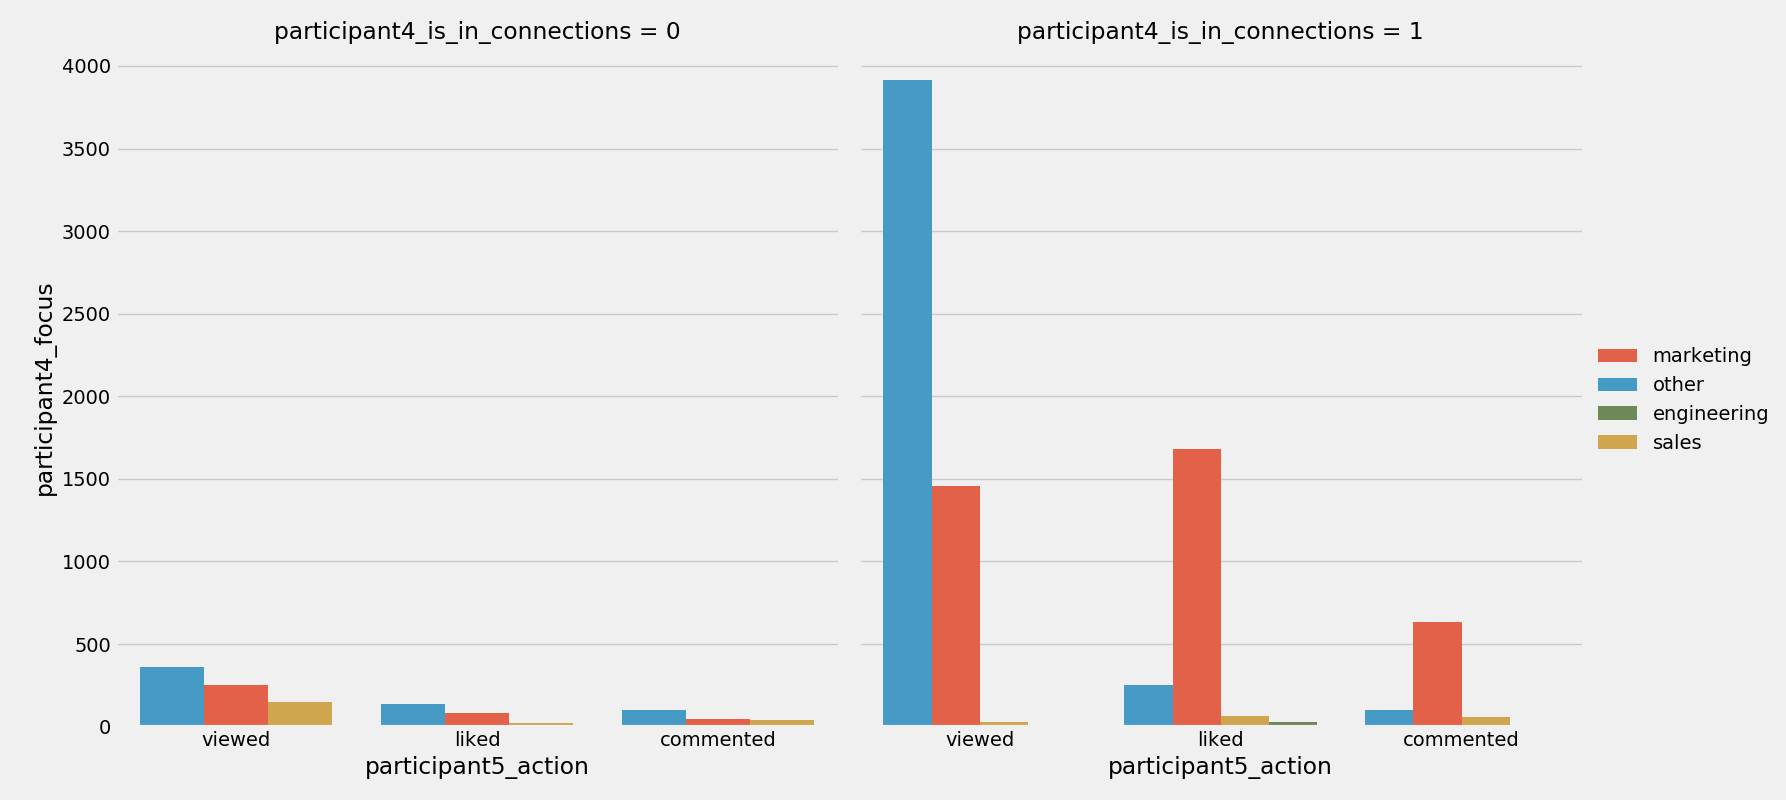 participant4_is_in_connections = 0
participant4_is_in_connections = 1
4000
3500
3000
2500
2000
1500
1000
500
0
participant4_focus
viewed
liked
commented
viewed
liked
commented
participant5_action
participant5_action
marketing
other
engineering
sales